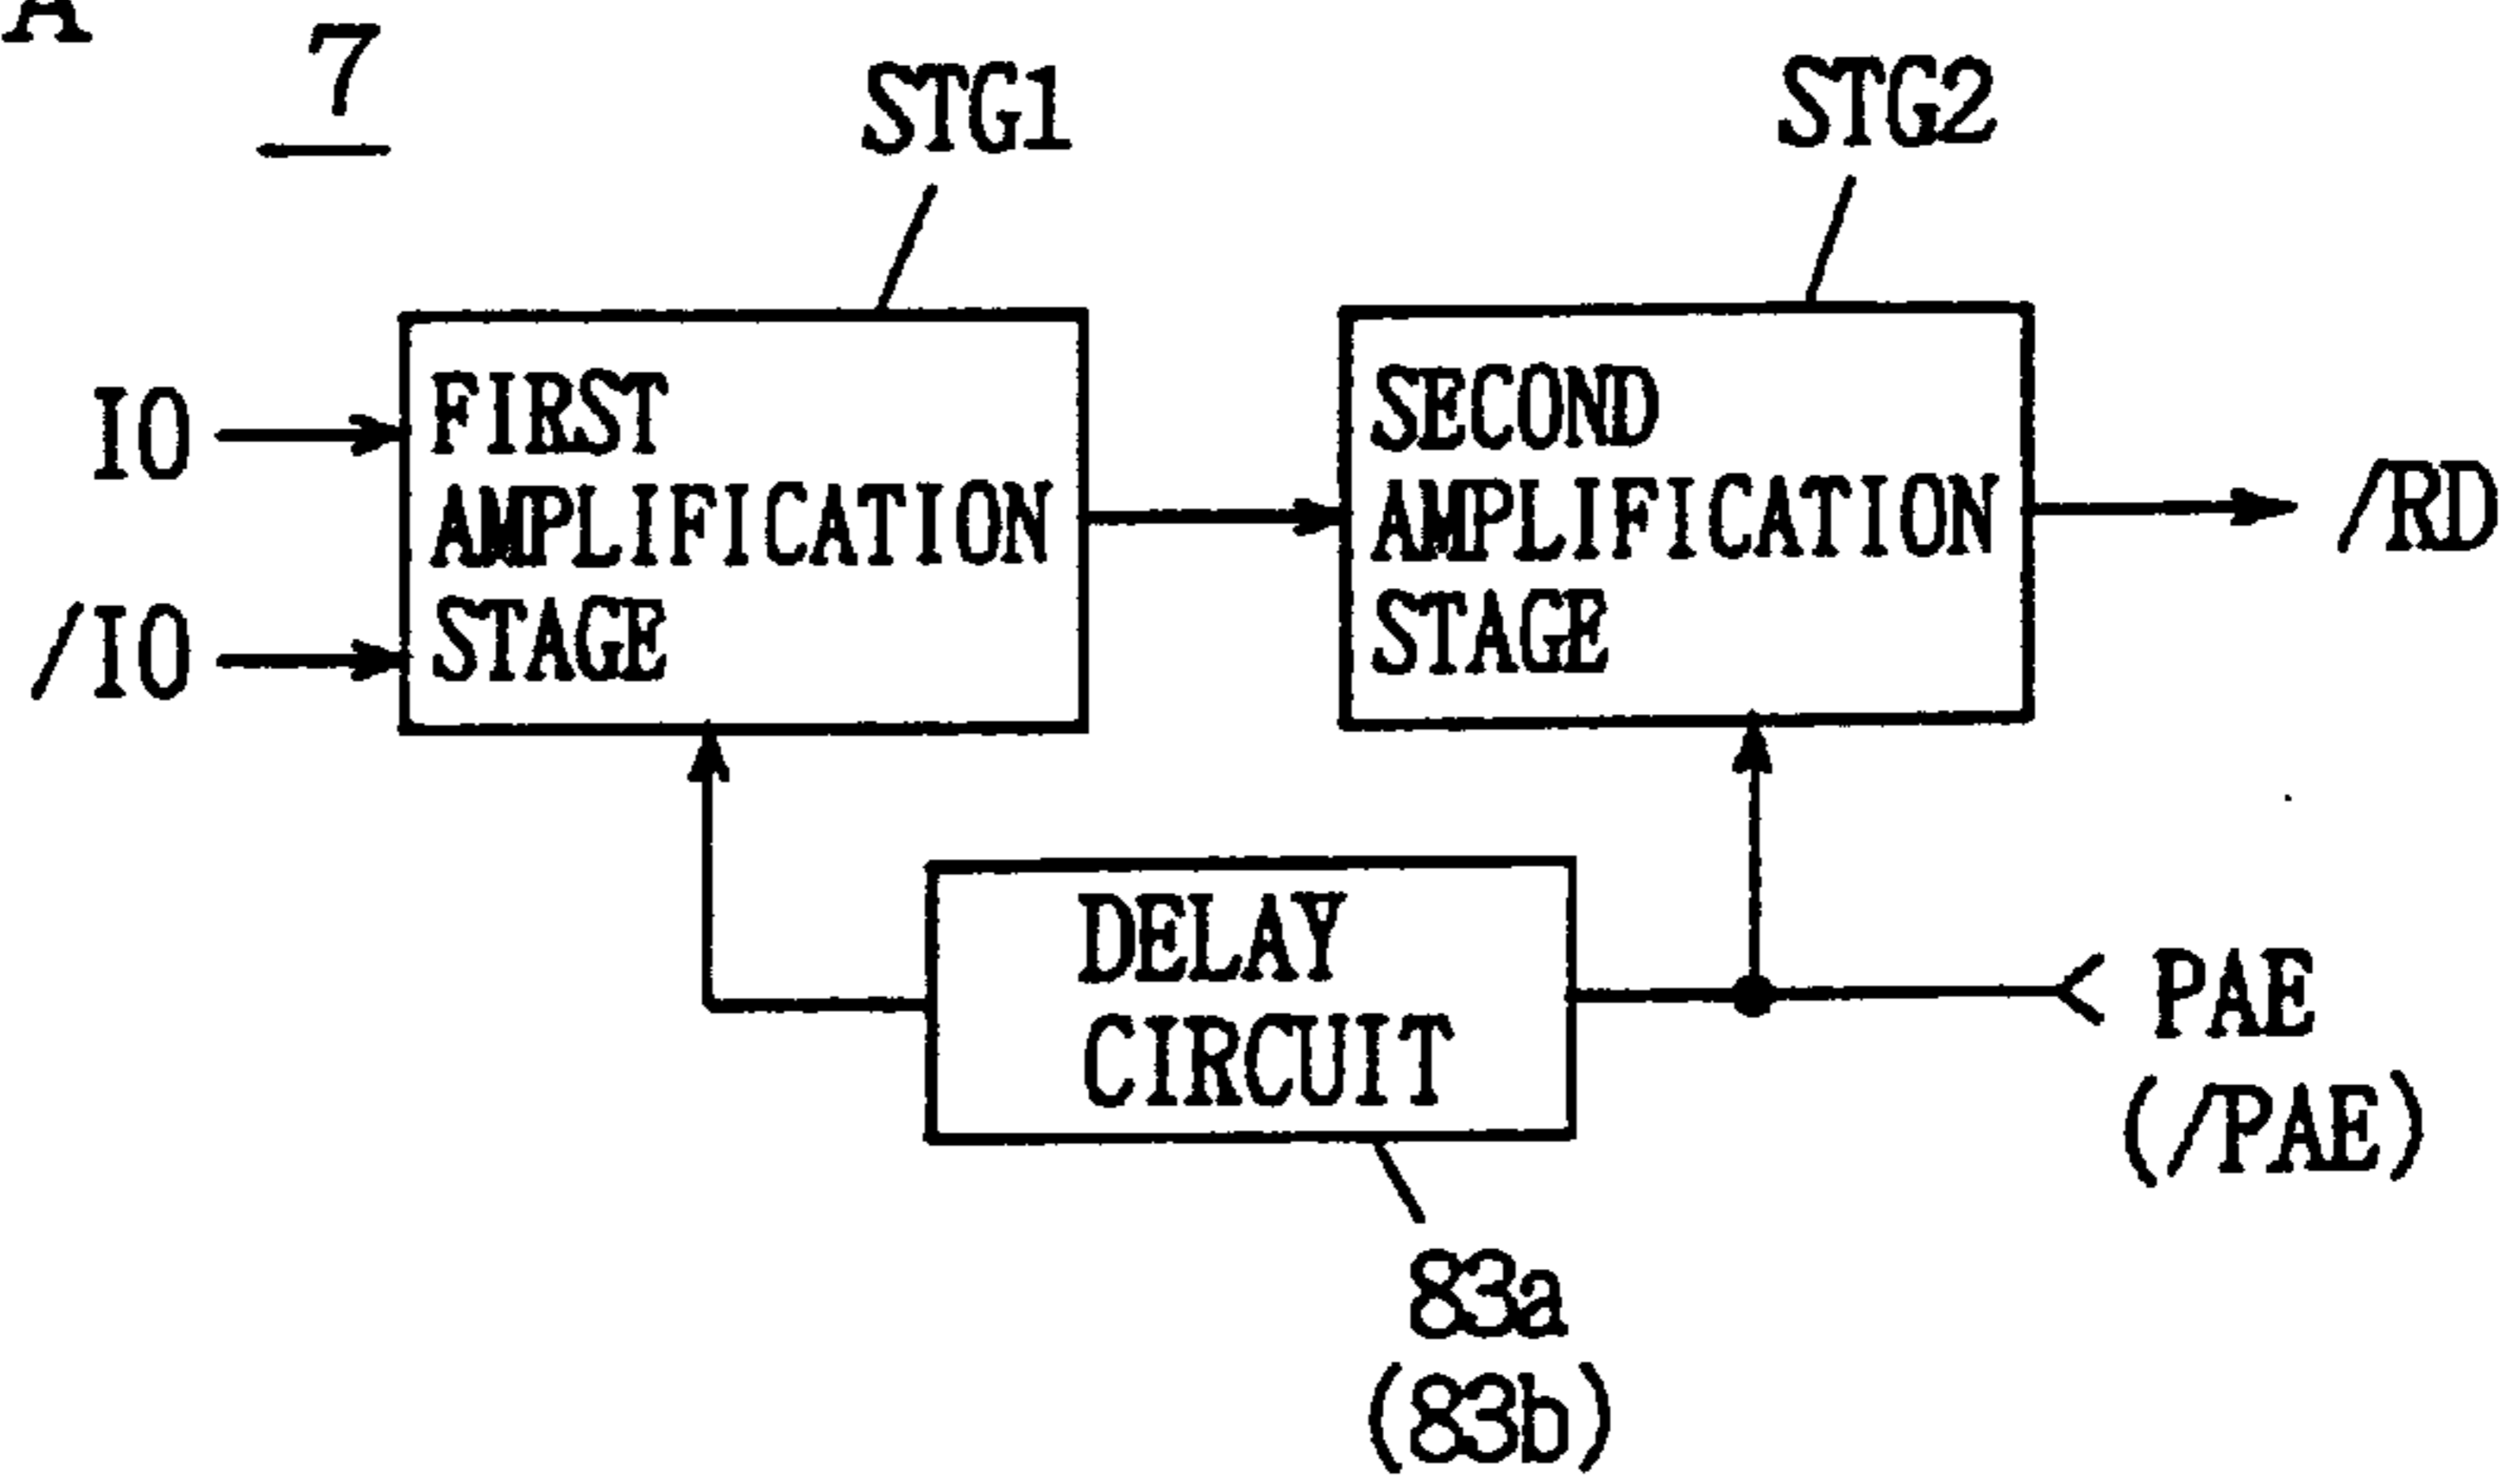 A
7
STG1
STG2
IO
/IO
FIRST
AMPLIFICATION
STAGE
SECOND
AMPLIFICATION
STAGE
/RD
DELAY
CIRCUIT
PAE
(/PAE)
83a
(83b)